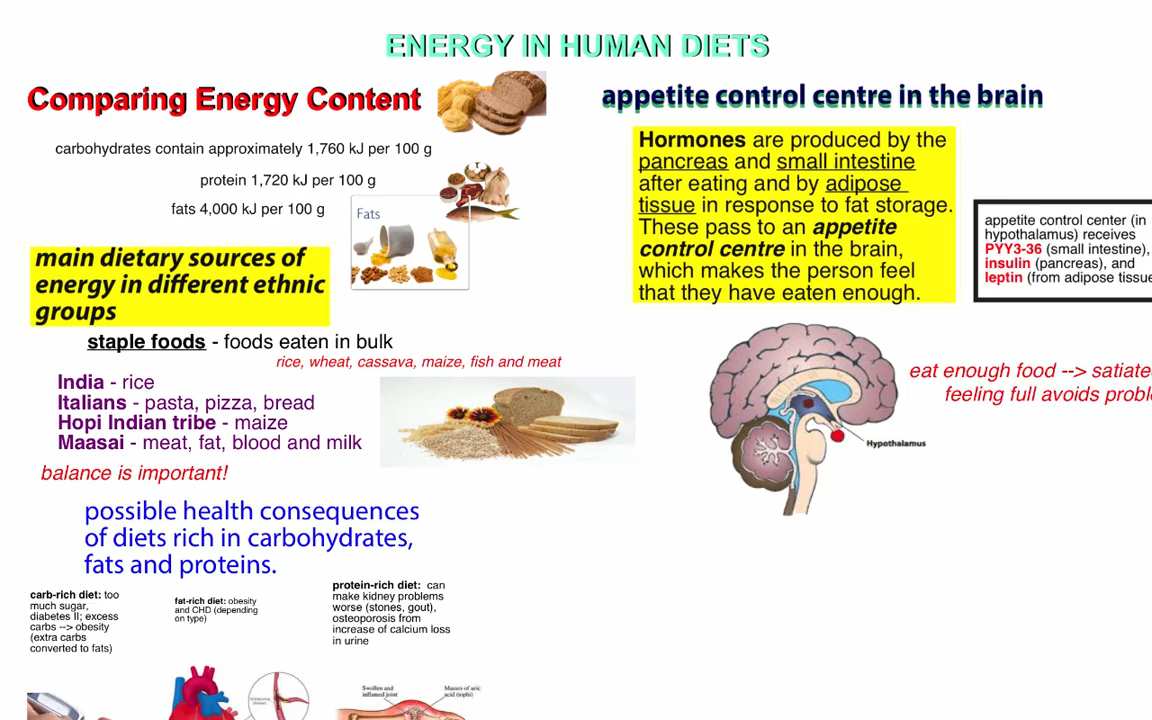 ENERGY IN HUMAN DIETS
Comparing Energy Content
carbohydrates contain approximately 1,760 kJ per 100 g
protein 1,720 kJ per 100 g
fats 4,000 kJ per 100 g
Fats
main dietary sources of
energy in different ethnic
groups
staple foods - foods eaten in bulk
rice, wheat, cassava, maize, fish and meat
India - rice
Italians - pasta, pizza, bread
Hopi Indian tribe - maize
Maasai - meat, fat, blood and milk
balance is important!
possible health consequences
of diets rich in carbohydrates,
fats and proteins.
carb-rich diet: too
much sugar,
diabetes II; excess
carbs --> obesity
(extra carbs
converted to fats)
fat-rich diet: obesity
and CHD (depending
on type)
protein-rich diet: can
make kidney problems
worse (stones, gout),
osteoporosis from
increase of calcium loss
in urine
Swollen and
inflamed joint
Masses of uric
acid (tophi)
appetite control centre in the brain
Hormones are produced by the
pancreas and small intestine
after eating and by adipose
tissue in response to fat storage.
These pass to an appetite
control centre in the brain,
which makes the person feel
that they have eaten enough.
appetite control center (in
hypothalamus) receives
PYY3-36 (small intestine),
insulin (pancreas), and
leptin (from adipose tissue
eat enough food --> satiate
feeling full avoids probl
Hypothalamus